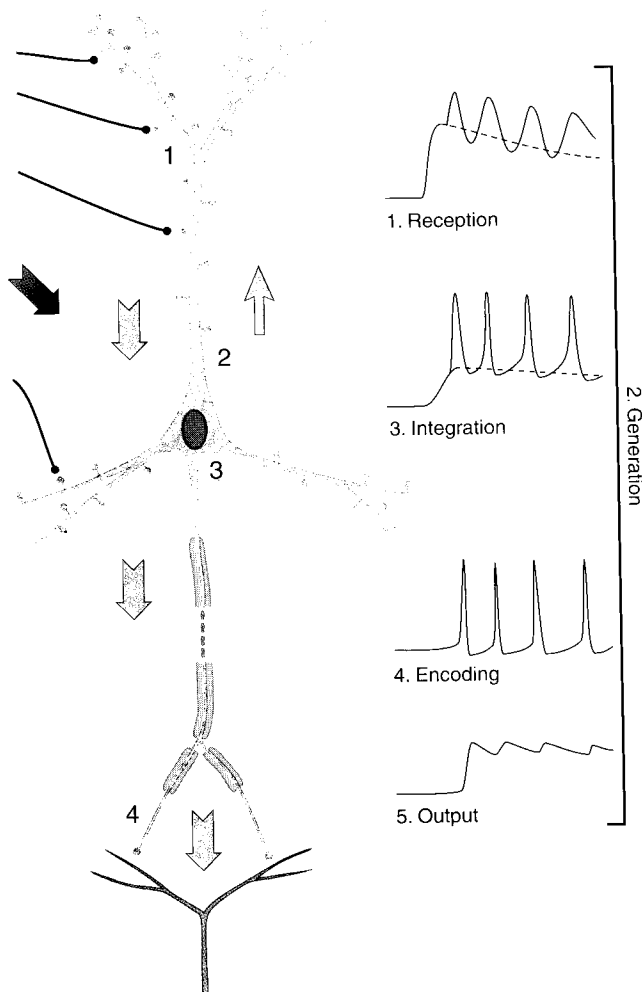 1
1. Reception
2
3. Integration
3
2. Generation
4. Encoding
4
5. Output